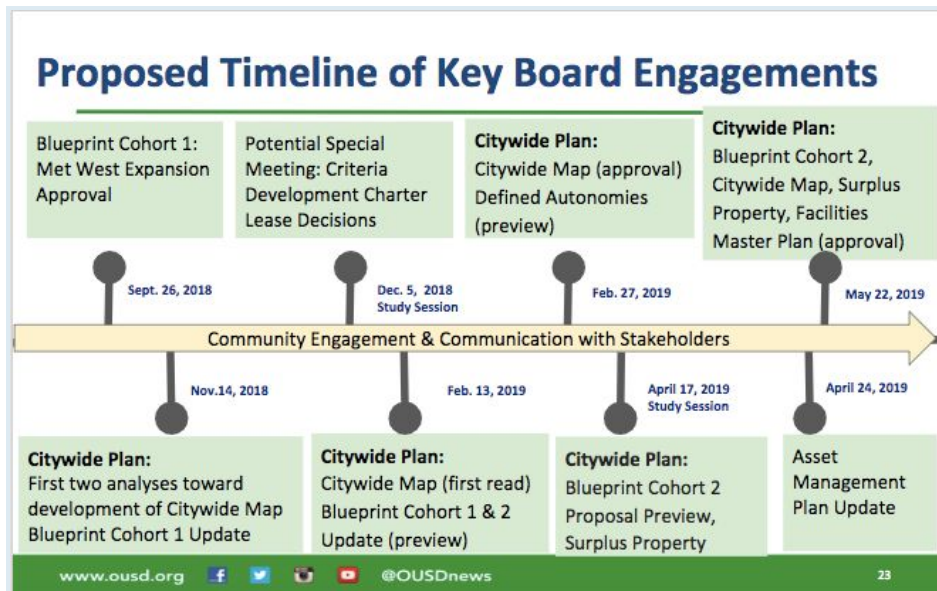 Proposed Timeline of Key Board Engagements
Blueprint Cohort 1:
Met West Expansion
Approval
Potential Special
Meeting: Criteria
Development Charter
Lease Decisions
Citywide Plan:
Citywide Map (approval)
Defined Autonomies
(preview)
Citywide Plan:
Blueprint Cohort 2,
Citywide Map, Surplus
Property, Facilities
Master Plan (approval)
Sept. 26, 2018
Dec. 5, 2018
Study Session
Feb. 27, 2019
May 22, 2019
Community Engagement & Communication with Stakeholders
Nov.14, 2018
Feb. 13, 2019
April 17, 2019
Study Session
April 24, 2019
Citywide Plan:
First two analyses toward
development of Citywide Map
Blueprint Cohort 1 Update
Citywide Plan:
Citywide Map (first read)
Blueprint Cohort 1 & 2
Update (preview)
Citywide Plan:
Blueprint Cohort 2
Proposal Preview,
Surplus Property
Asset
Management
Plan Update
www.ousd.org
@OUSDnews
23